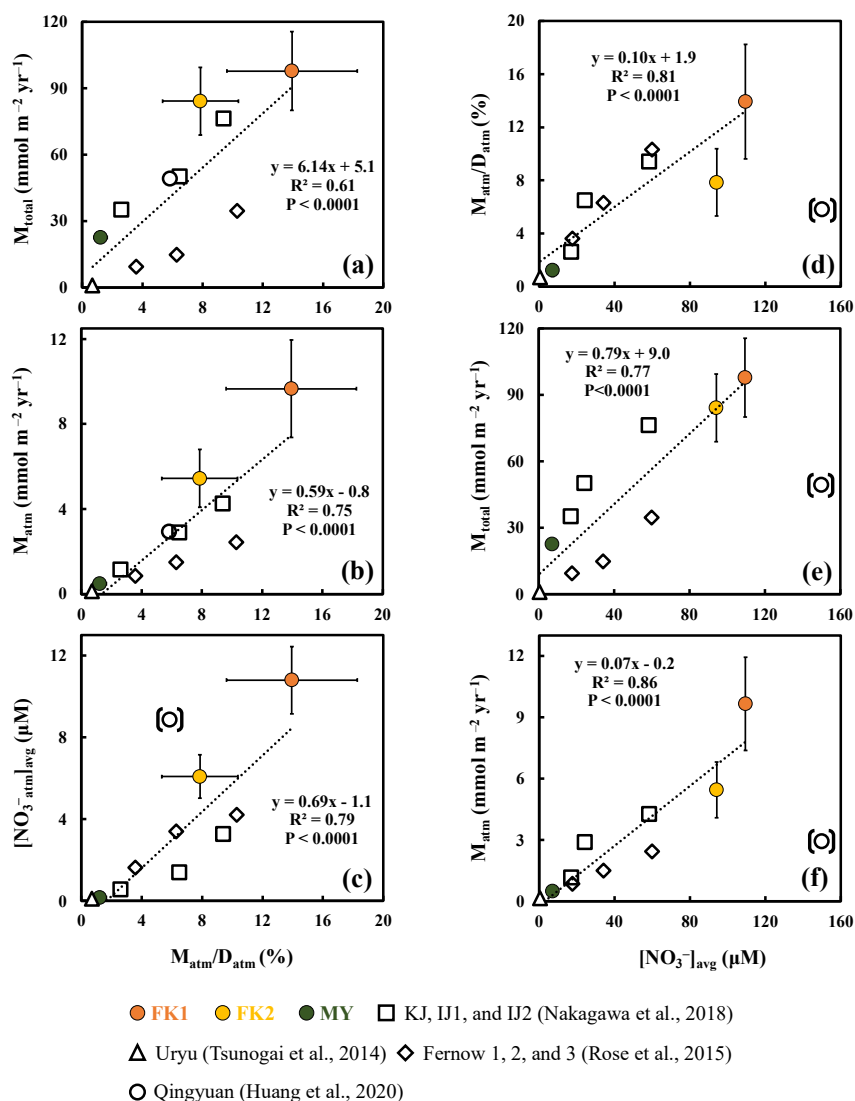 120
90
60
30
0
M_total (mmol m⁻² yr⁻¹)
y = 6.14x + 5.1
R² = 0.61
P < 0.0001
(a)
0 4 8 12 16 20
12
8
4
0
M_atm (mmol m⁻² yr⁻¹)
y = 0.59x - 0.8
R² = 0.75
P < 0.0001
(b)
0 4 8 12 16 20
12
8
4
0
[NO₃⁻_atm]_avg (μM)
y = 0.69x - 1.1
R² = 0.79
P < 0.0001
(c)
0 4 8 12 16 20
M_atm/D_atm (%)
20
16
12
8
4
0
M_atm/D_atm (%)
y = 0.10x + 1.9
R² = 0.81
P < 0.0001
(d)
0 40 80 120 160
120
90
60
30
0
M_total (mmol m⁻² yr⁻¹)
y = 0.79x + 9.0
R² = 0.77
P<0.0001
(e)
0 40 80 120 160
12
9
6
3
0
M_atm (mmol m⁻² yr⁻¹)
y = 0.07x - 0.2
R² = 0.86
P < 0.0001
(f)
0 40 80 120 160
[NO₃⁻]_avg (μM)
FK1 FK2 MY KJ, IJ1, and IJ2 (Nakagawa et al., 2018)
Uryu (Tsunogai et al., 2014) Fernow 1, 2, and 3 (Rose et al., 2015)
Qingyuan (Huang et al., 2020)